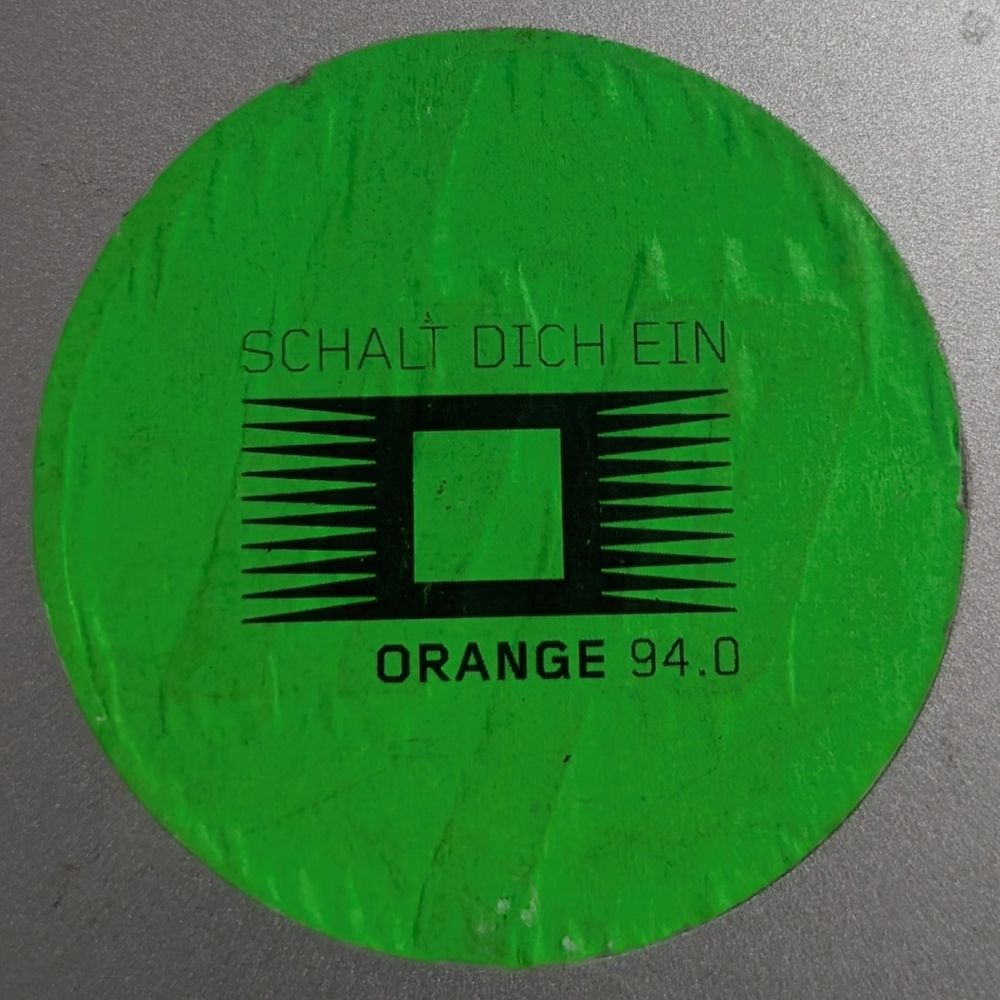 SCHALT DICH EIN
ORANGE 94.0